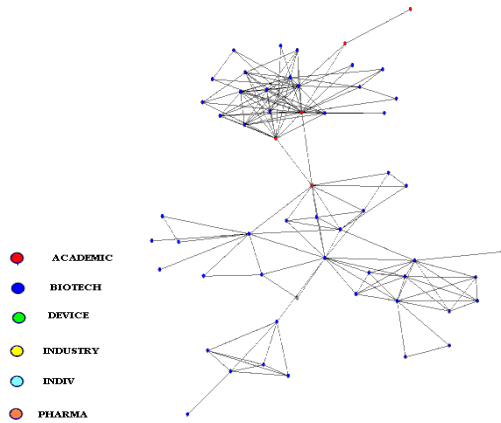 ACADEMIC
BIOTECH
DEVICE
INDUSTRY
INDIV
PHARMA